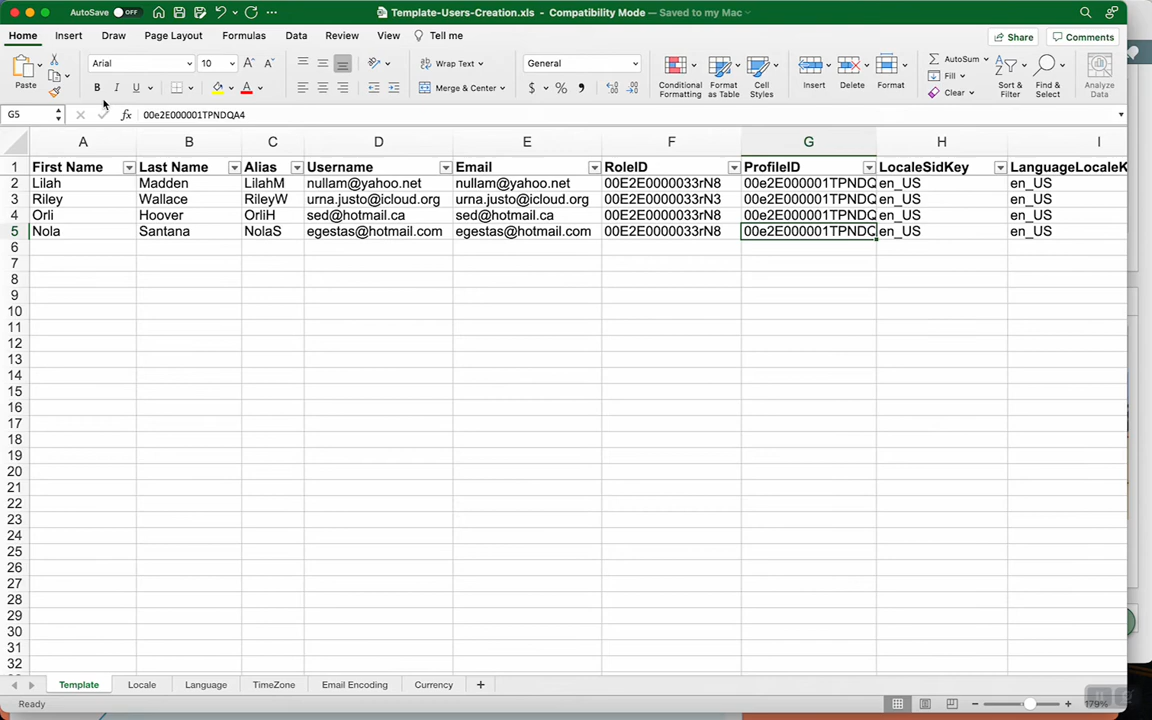 AutoSave OFF Template-Users-Creation.xls - Compatibility Mode — Saved to my Mac
Home Insert Draw Page Layout Formulas Data Review View Tell me Share Comments
Paste Arial 10 Wrap Text General Conditional Formatting Format as Table Cell Styles Insert Delete Format AutoSum Fill Clear Sort & Filter Find & Select Analyze Data
B I U A Merge & Center $ % ,
G5 fx 00e2E000001TPNDQA4
A B C D E F G H I
1 First Name Last Name Alias Username Email RoleID ProfileID LocaleSidKey LanguageLocaleK
2 Lilah Madden LilahM nullam@yahoo.net nullam@yahoo.net 00E2E0000033rN8 00e2E000001TPNDQ en_US en_US
3 Riley Wallace RileyW urna.justo@icloud.org urna.justo@icloud.org 00E2E0000033rN3 00e2E000001TPNDQ en_US en_US
4 Orli Hoover OrliH sed@hotmail.ca sed@hotmail.ca 00E2E0000033rN8 00e2E000001TPNDQ en_US en_US
5 Nola Santana NolaS egestas@hotmail.com egestas@hotmail.com 00E2E0000033rN8 00e2E000001TPNDQ en_US en_US
6
7
8
9
10
11
12
13
14
15
16
17
18
19
20
21
22
23
24
25
26
27
28
29
30
31
32
Template Locale Language TimeZone Email Encoding Currency +
Ready 179%